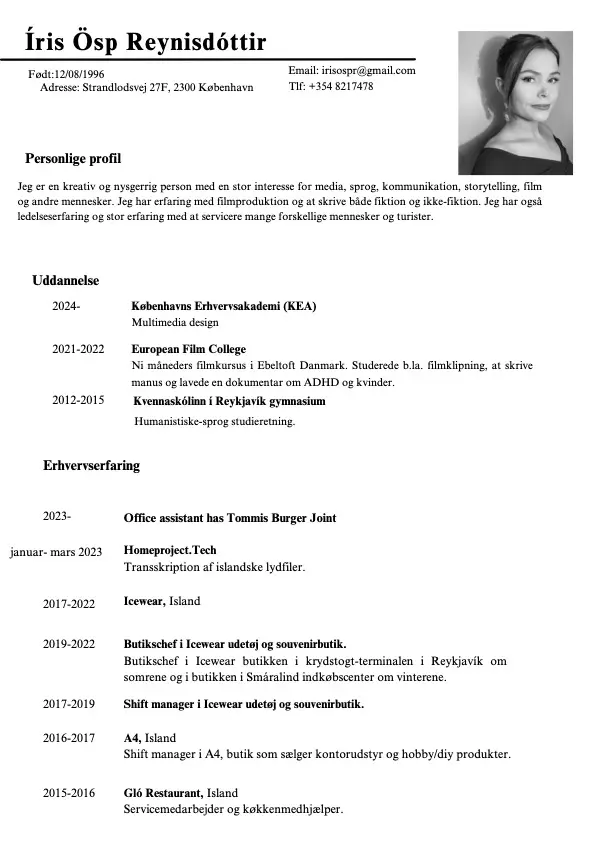 Íris Ösp Reynisdóttir
Født:12/08/1996
Adresse: Strandlodsvej 27F, 2300 København
Email: irisospr@gmail.com
Tlf: +354 8217478
Personlige profil
Jeg er en kreativ og nysgerrig person med en stor interesse for media, sprog, kommunikation, storytelling, film
og andre mennesker. Jeg har erfaring med filmproduktion og at skrive både fiktion og ikke-fiktion. Jeg har også
ledelseserfaring og stor erfaring med at servicere mange forskellige mennesker og turister.
Uddannelse
2024- Københavns Erhvervsakademi (KEA)
Multimedia design
2021-2022 European Film College
Ni måneders filmkursus i Ebeltoft Danmark. Studerede b.la. filmklipning, at skrive
manus og lavede en dokumentar om ADHD og kvinder.
2012-2015 Kvennaskólinn í Reykjavík gymnasium
Humanistiske-sprog studieretning.
Erhvervserfaring
2023- Office assistant has Tommis Burger Joint
januar- mars 2023 Homeproject.Tech
Transskription af islandske lydfiler.
2017-2022 Icewear, Island
2019-2022 Butikschef i Icewear udetøj og souvenirbutik.
Butikschef i Icewear butikken i krydstogt-terminalen i Reykjavík om
somrene og i butikken i Smáralind indkøbscenter om vinterene.
2017-2019 Shift manager i Icewear udetøj og souvenirbutik.
2016-2017 A4, Island
Shift manager i A4, butik som sælger kontorudstyr og hobby/diy produkter.
2015-2016 Gló Restaurant, Island
Servicemedarbejder og køkkenmedhjælper.